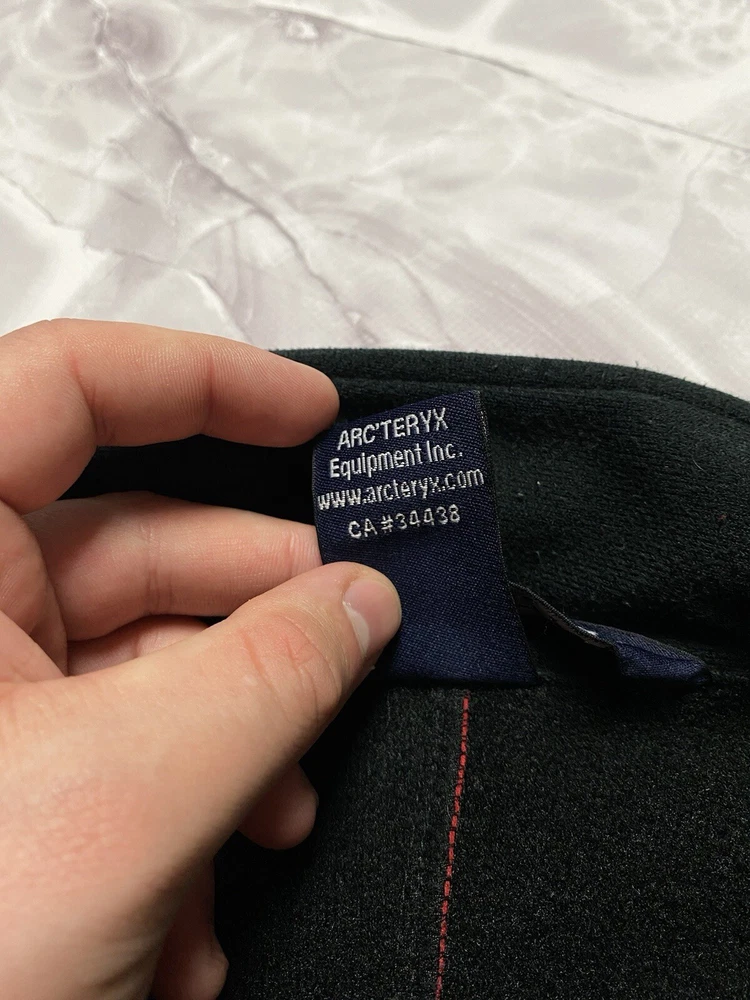 ARC'TERYX
Equipment Inc.
www.arcteryx.com
CA #34438